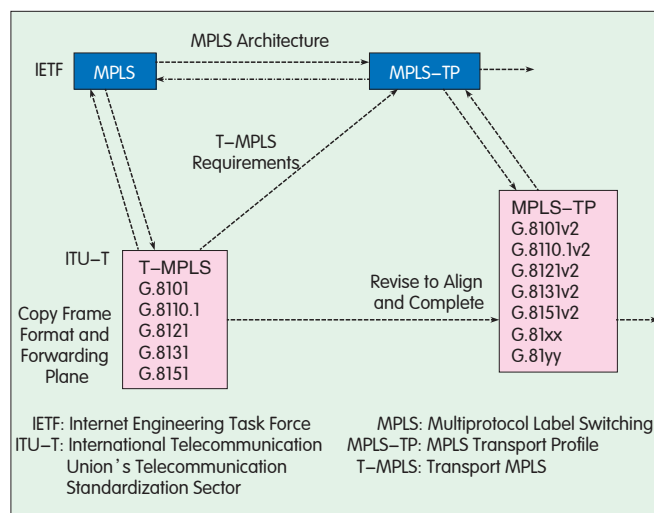 MPLS Architecture
IETF
MPLS
MPLS-TP
T-MPLS
Requirements
ITU-T
T-MPLS
G.8101
G.8110.1
G.8121
G.8131
G.8151
Copy Frame
Format and
Forwarding
Plane
Revise to Align
and Complete
MPLS-TP
G.8101v2
G.8110.1v2
G.8121v2
G.8131v2
G.8151v2
G.81xx
G.81yy
IETF: Internet Engineering Task Force
ITU-T: International Telecommunication
Union's Telecommunication
Standardization Sector
MPLS: Multiprotocol Label Switching
MPLS-TP: MPLS Transport Profile
T-MPLS: Transport MPLS